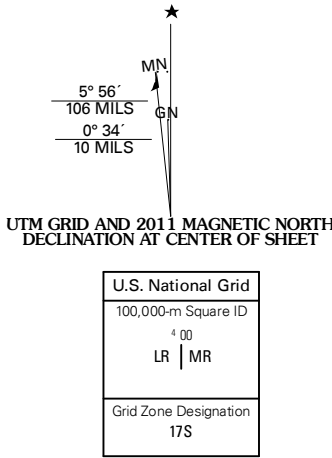 MN.
5° 56´
106 MILS
GN
0° 34´
10 MILS
UTM GRID AND 2011 MAGNETIC NORTH
DECLINATION AT CENTER OF SHEET
U.S. National Grid
100,000-m Square ID
4 00
LR | MR
Grid Zone Designation
17S